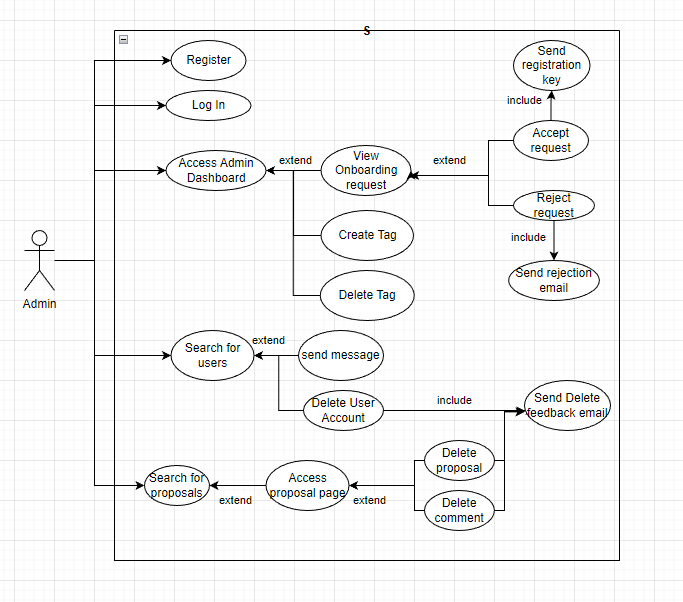 S
Register
Log In
Access Admin
Dashboard
extend
View
Onboarding
request
extend
Send
registration
key
include
Accept
request
Reject
request
include
Send rejection
email
Create Tag
Delete Tag
Admin
Search for
users
extend
send message
Delete User
Account
include
Send Delete
feedback email
Search for
proposals
extend
Access
proposal page
extend
Delete
proposal
Delete
comment